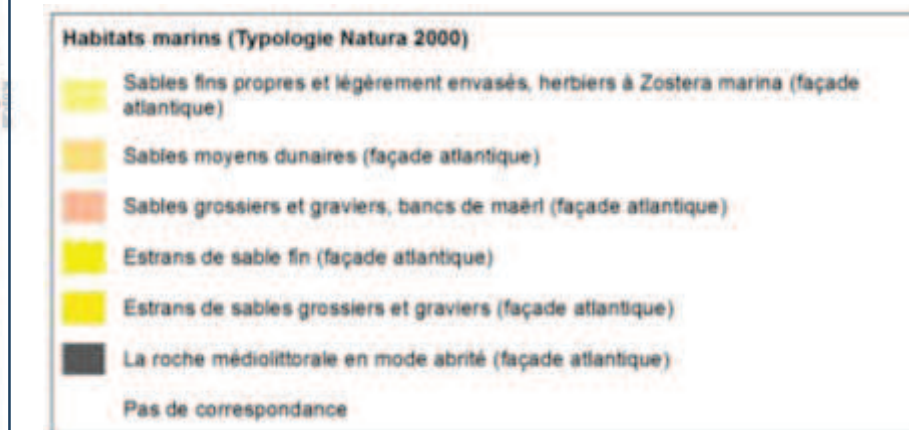 Habitats marins (Typologie Natura 2000)
Sables fins propres et légèrement envasés, herbiers à Zostera marina (façade
atlantique)
Sables moyens dunaires (façade atlantique)
Sables grossiers et graviers, bancs de maërl (façade atlantique)
Estrans de sable fin (façade atlantique)
Estrans de sables grossiers et graviers (façade atlantique)
La roche médiolittorale en mode abrité (façade atlantique)
Pas de correspondance